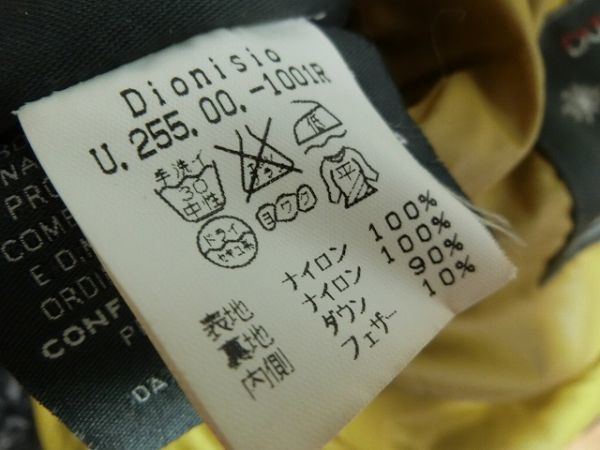 Dionisio
U.255.00.-1001R
手洗イ
30
中性
エンソサラシ
低
ドライ
セキユ系
ヨワク
平
表地 ナイロン 100%
裏地 ナイロン 100%
内側 ダウン 90%
フェザー 10%
NA
PRO
COMP
E D.M
ORDI
CONF
P
DA
DU